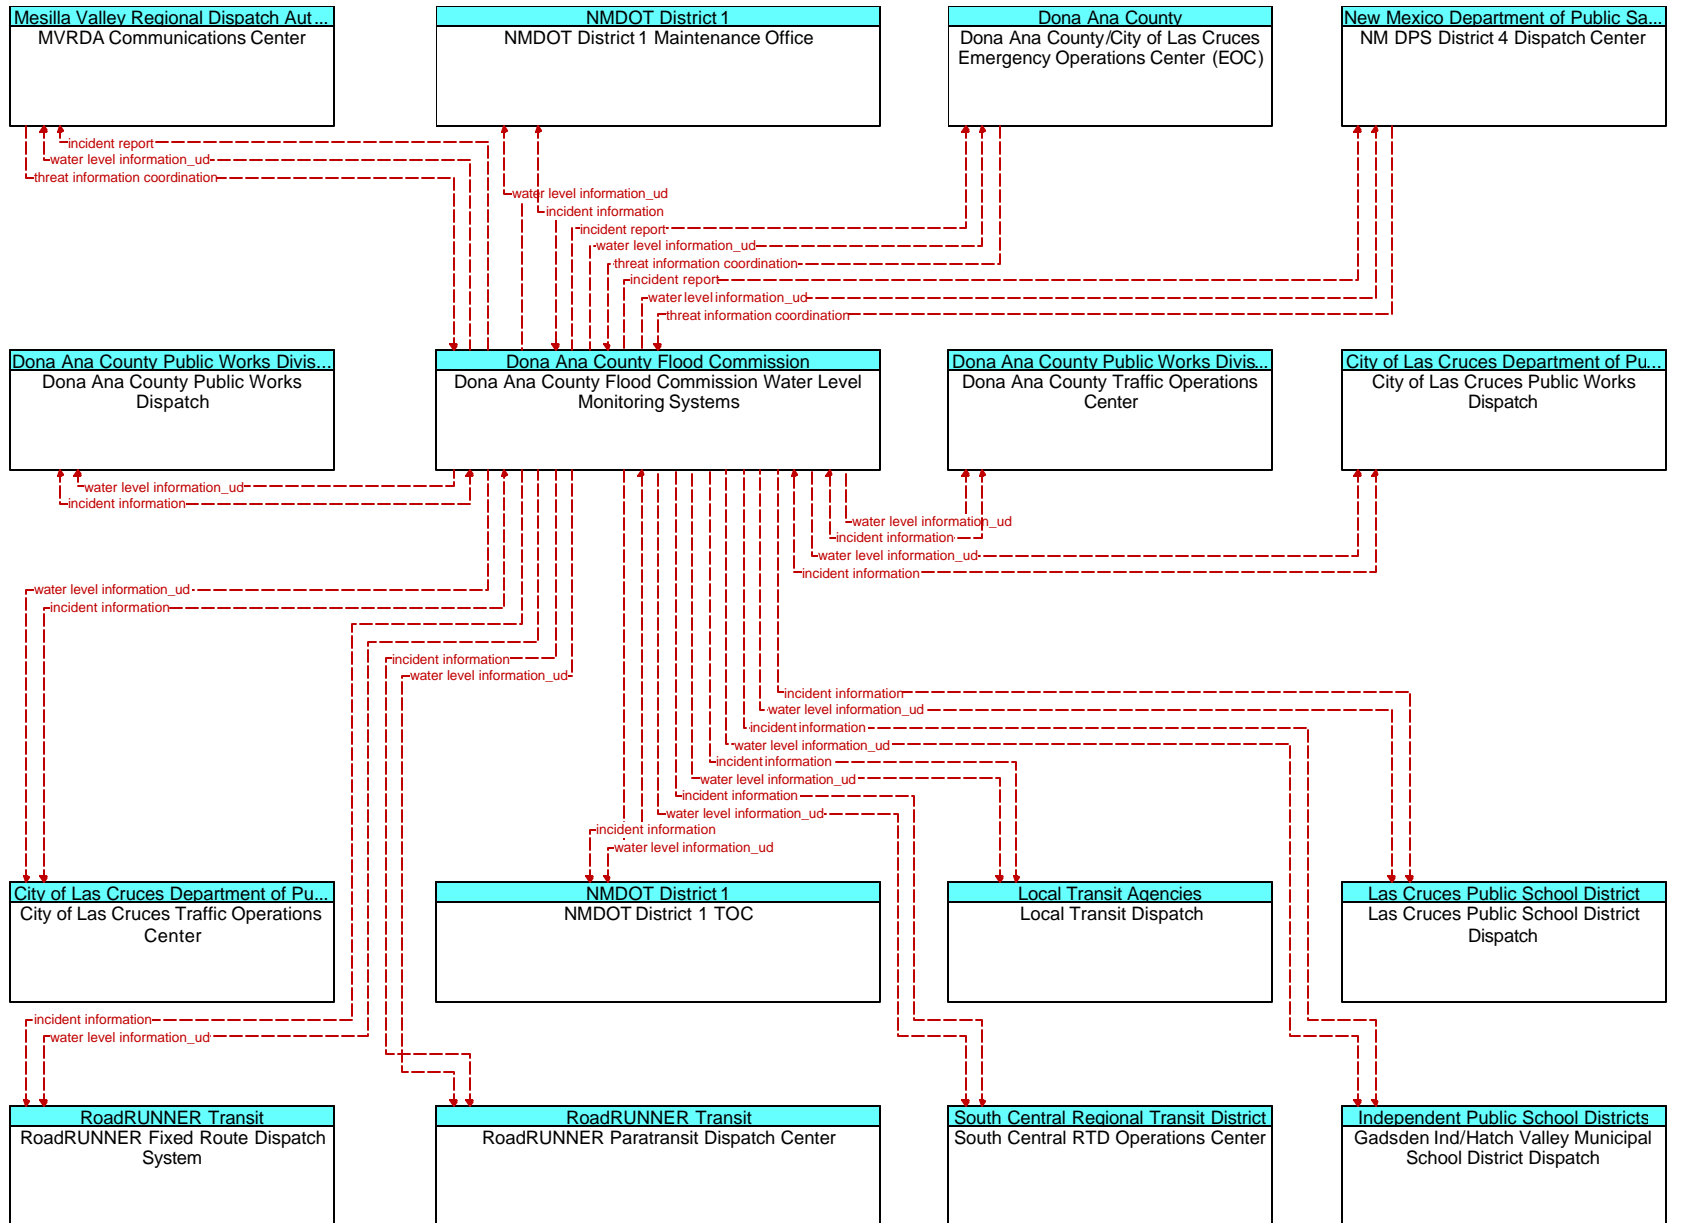 Mesilla Valley Regional Dispatch Aut...
MVRDA Communications Center
NMDOT District 1
NMDOT District 1 Maintenance Office
Dona Ana County
Dona Ana County/City of Las Cruces
Emergency Operations Center (EOC)
New Mexico Department of Public Sa...
NM DPS District 4 Dispatch Center
incident report
water level information_ud
threat information coordination
water level information_ud
incident information
incident report
water level information_ud
threat information coordination
incident report
water level information_ud
threat information coordination
Dona Ana County Public Works Divis...
Dona Ana County Public Works
Dispatch
Dona Ana County Flood Commission
Dona Ana County Flood Commission Water Level
Monitoring Systems
Dona Ana County Public Works Divis...
Dona Ana County Traffic Operations
Center
City of Las Cruces Department of Pu...
City of Las Cruces Public Works
Dispatch
water level information_ud
incident information
water level information_ud
incident information
water level information_ud
incident information
water level information_ud
incident information
incident information
water level information_ud
incident information
water level information_ud
incident information
water level information_ud
incident information
water level information_ud
incident information
water level information_ud
incident information
water level information_ud
City of Las Cruces Department of Pu...
City of Las Cruces Traffic Operations
Center
NMDOT District 1
NMDOT District 1 TOC
Local Transit Agencies
Local Transit Dispatch
Las Cruces Public School District
Las Cruces Public School District
Dispatch
incident information
water level information_ud
RoadRUNNER Transit
RoadRUNNER Fixed Route Dispatch
System
RoadRUNNER Transit
RoadRUNNER Paratransit Dispatch Center
South Central Regional Transit District
South Central RTD Operations Center
Independent Public School Districts
Gadsden Ind/Hatch Valley Municipal
School District Dispatch